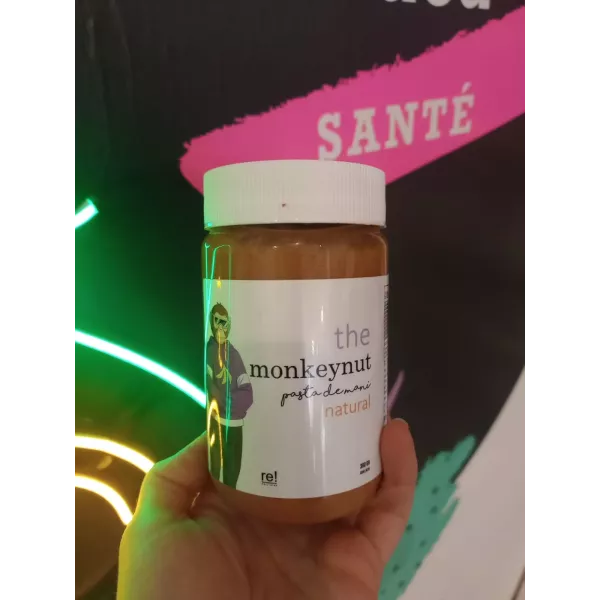 SANTÉ
the
monkeynut
pasta de maní
natural
re!